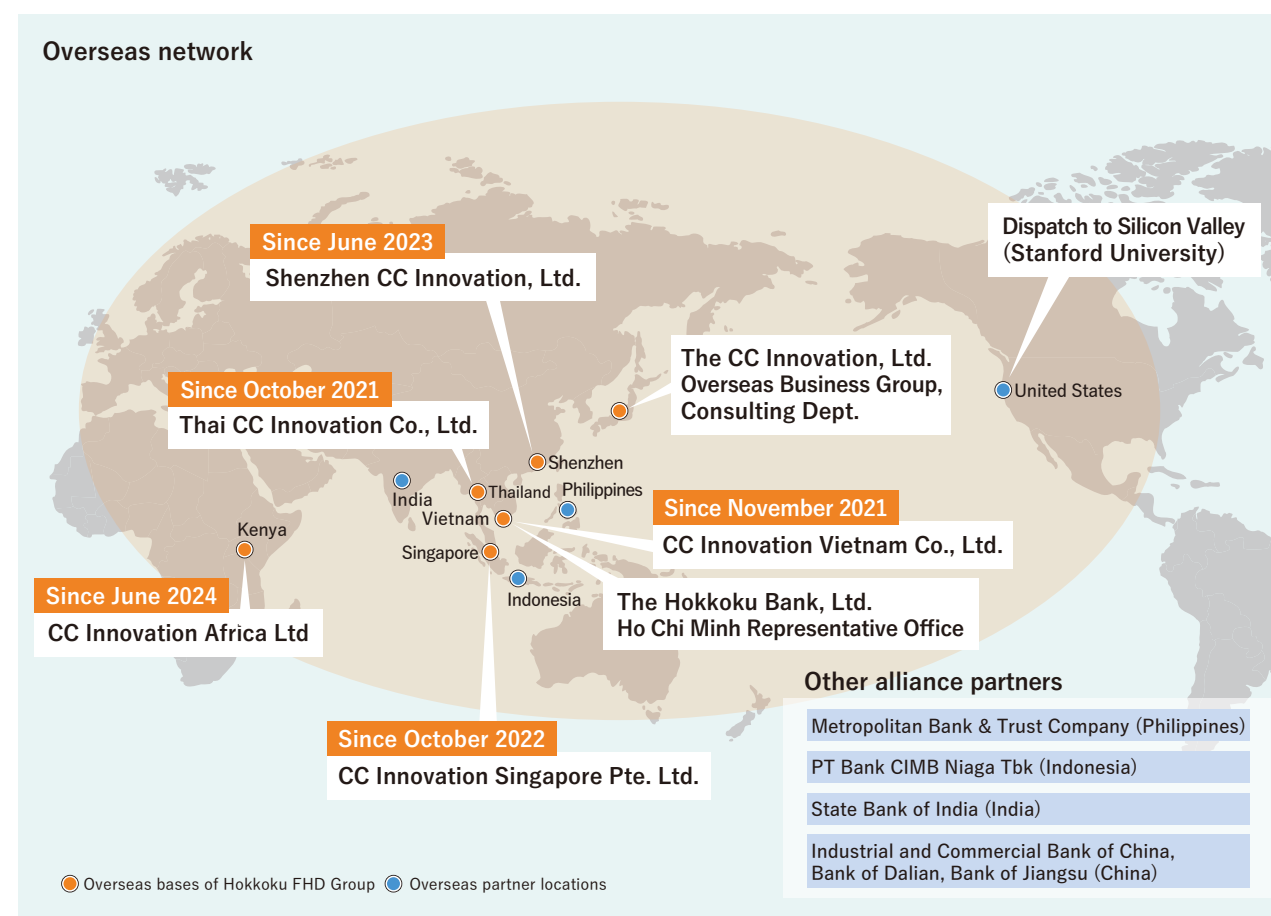 Overseas network
Since June 2023
Shenzhen CC Innovation, Ltd.
Dispatch to Silicon Valley
(Stanford University)
The CC Innovation, Ltd.
Overseas Business Group,
Consulting Dept.
Since October 2021
Thai CC Innovation Co., Ltd.
United States
Shenzhen
India
Thailand
Philippines
Vietnam
Since November 2021
CC Innovation Vietnam Co., Ltd.
Kenya
Singapore
Indonesia
Since June 2024
CC Innovation Africa Ltd
The Hokkoku Bank, Ltd.
Ho Chi Minh Representative Office
Since October 2022
CC Innovation Singapore Pte. Ltd.
Other alliance partners
Metropolitan Bank & Trust Company (Philippines)
PT Bank CIMB Niaga Tbk (Indonesia)
State Bank of India (India)
Industrial and Commercial Bank of China,
Bank of Dalian, Bank of Jiangsu (China)
Overseas bases of Hokkoku FHD Group
Overseas partner locations